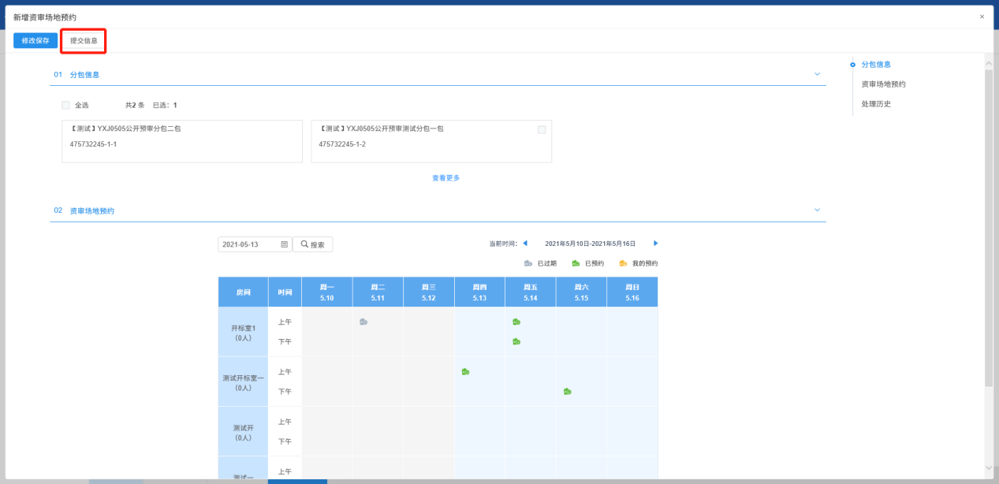 新增资审场地预约
×
修改保存 提交信息
01 分包信息
全选 共2 条 已选：1
【测试】YXJ0505公开预审分包二包
475732245-1-1
【测试】YXJ0505公开预审测试分包一包
475732245-1-2
查看更多
02 资审场地预约
2021-05-13 搜索
当前时间： 2021年5月10日-2021年5月16日
已过期 已预约 我的预约
房间 时间 周一 5.10 周二 5.11 周三 5.12 周四 5.13 周五 5.14 周六 5.15 周日 5.16
开标室1
（0人）
上午
下午
测试开标室一
（0人）
上午
下午
测试开
（0人）
上午
下午
测试一
上午
分包信息
资审场地预约
处理历史